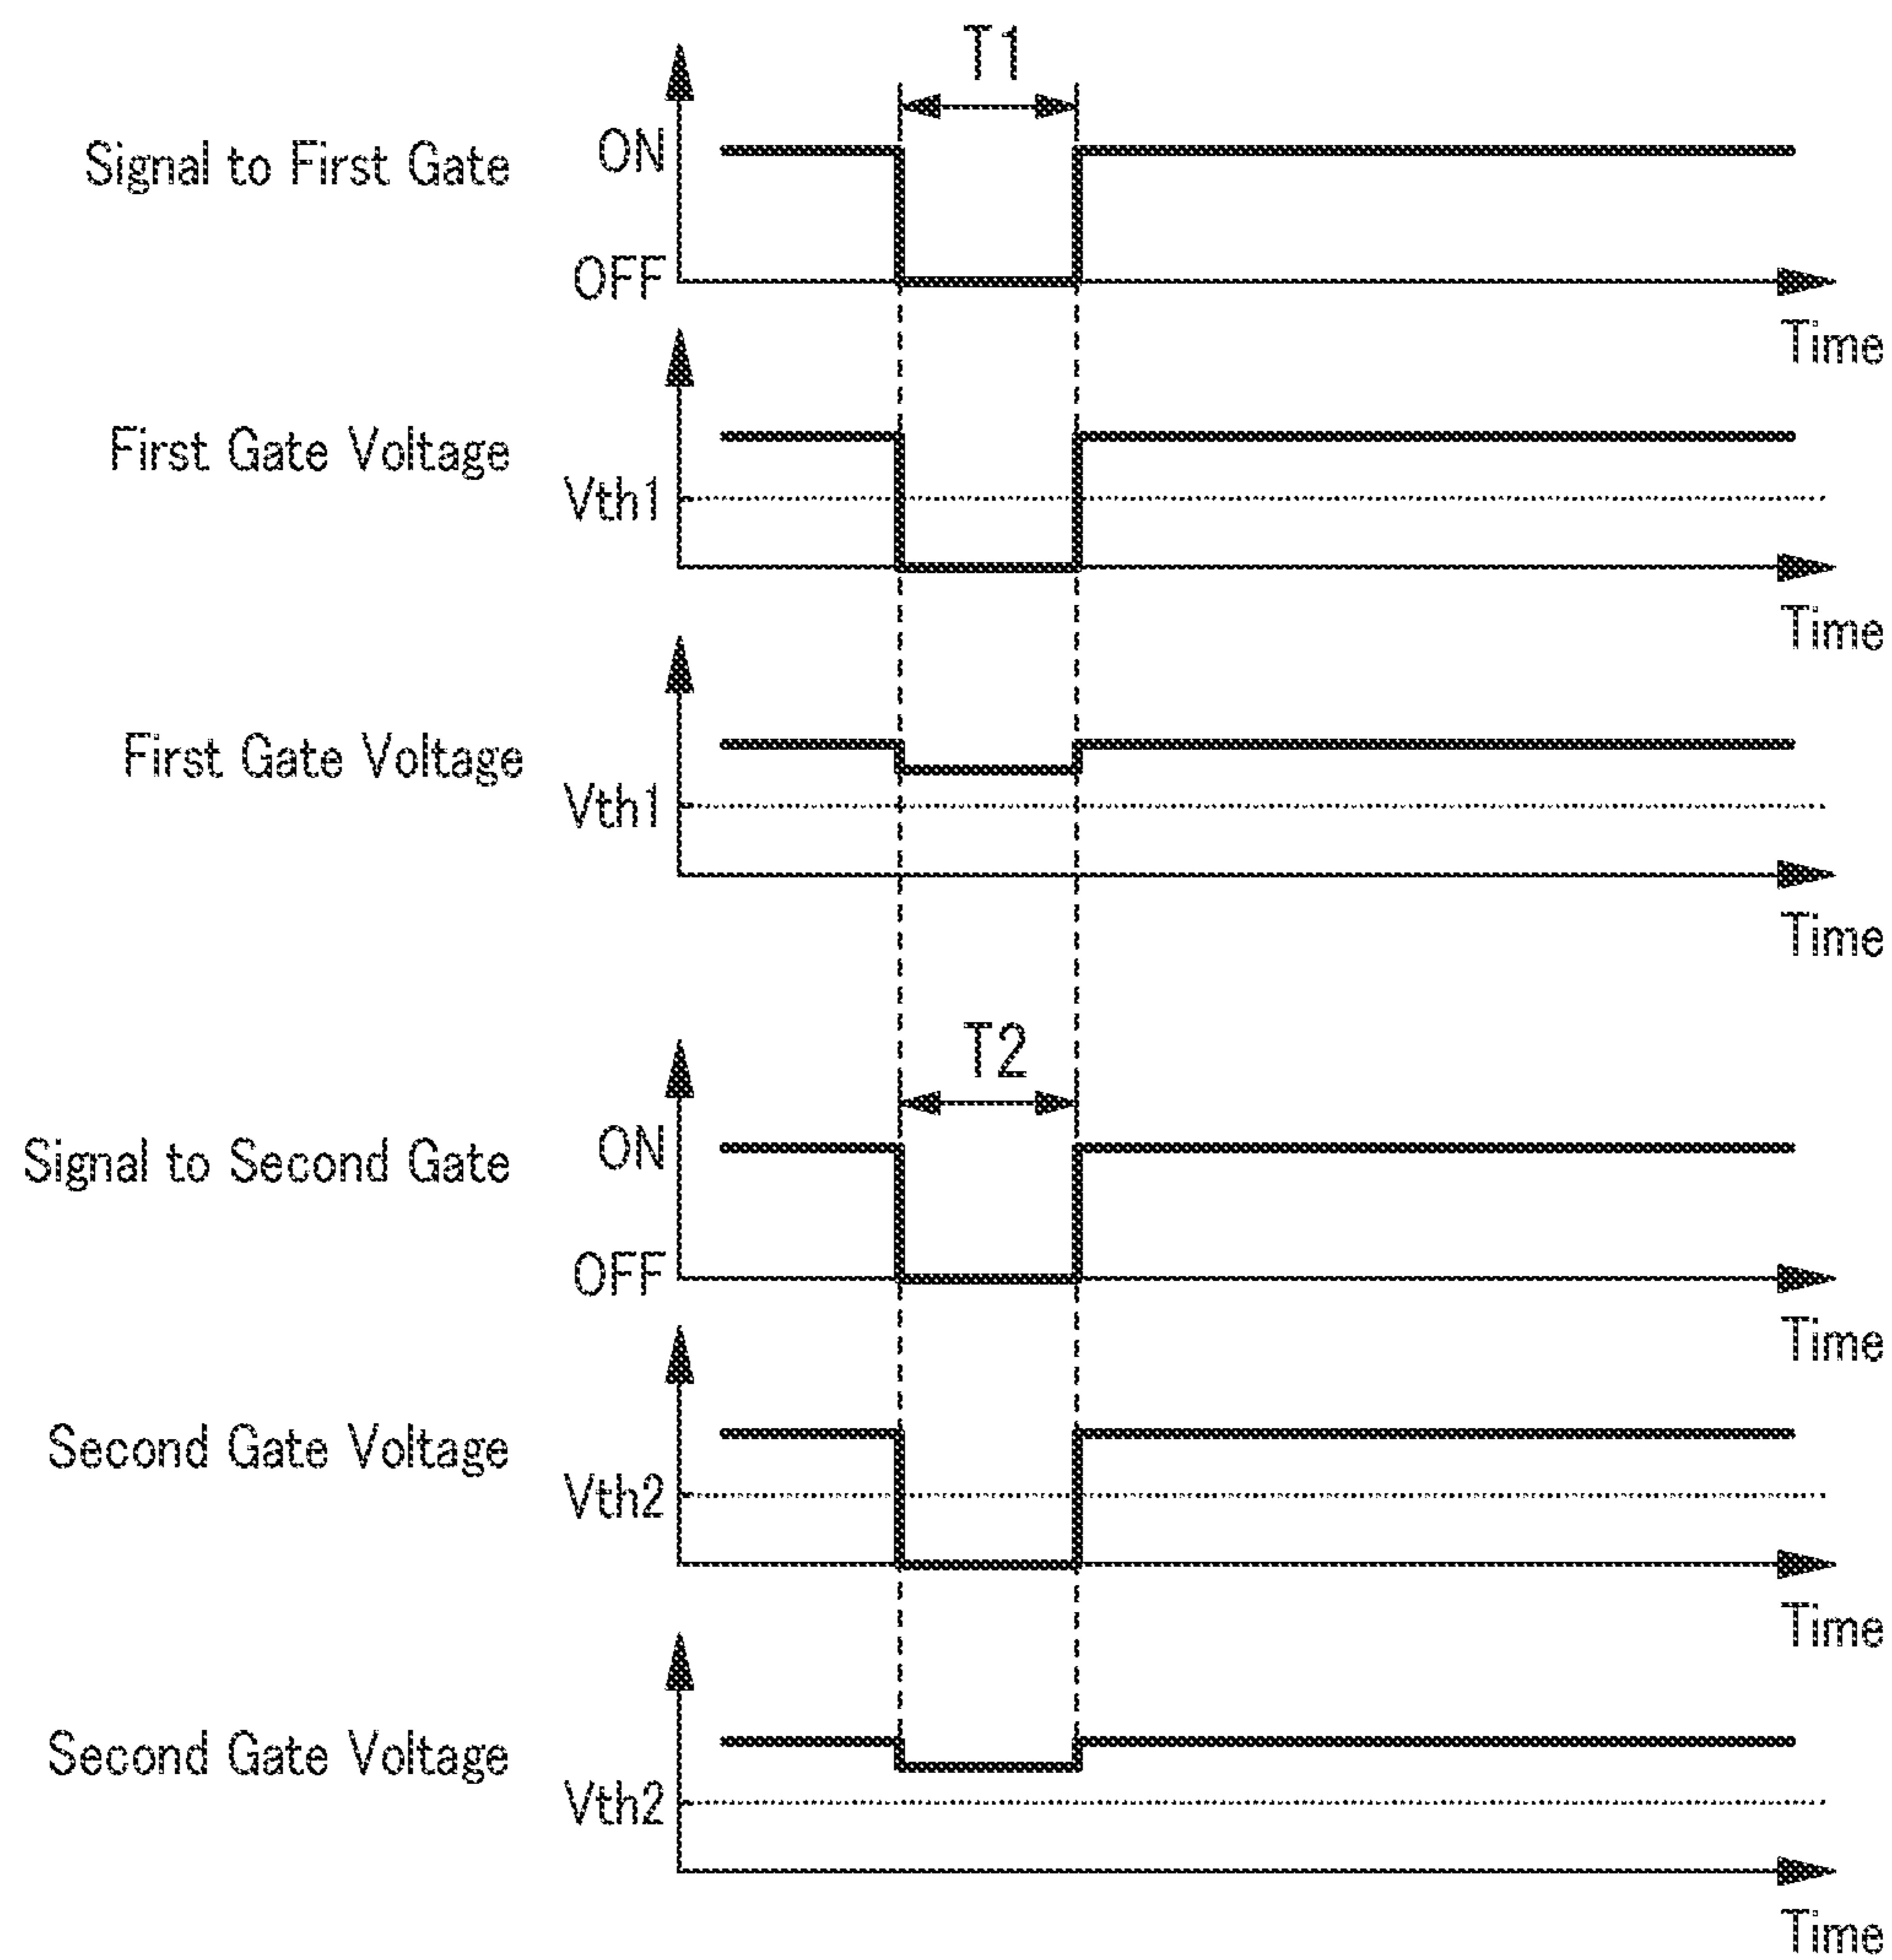 T1
Signal to First Gate
ON
OFF
Time
First Gate Voltage
Vth1
Time
First Gate Voltage
Vth1
Time
T2
Signal to Second Gate
ON
OFF
Time
Second Gate Voltage
Vth2
Time
Second Gate Voltage
Vth2
Time